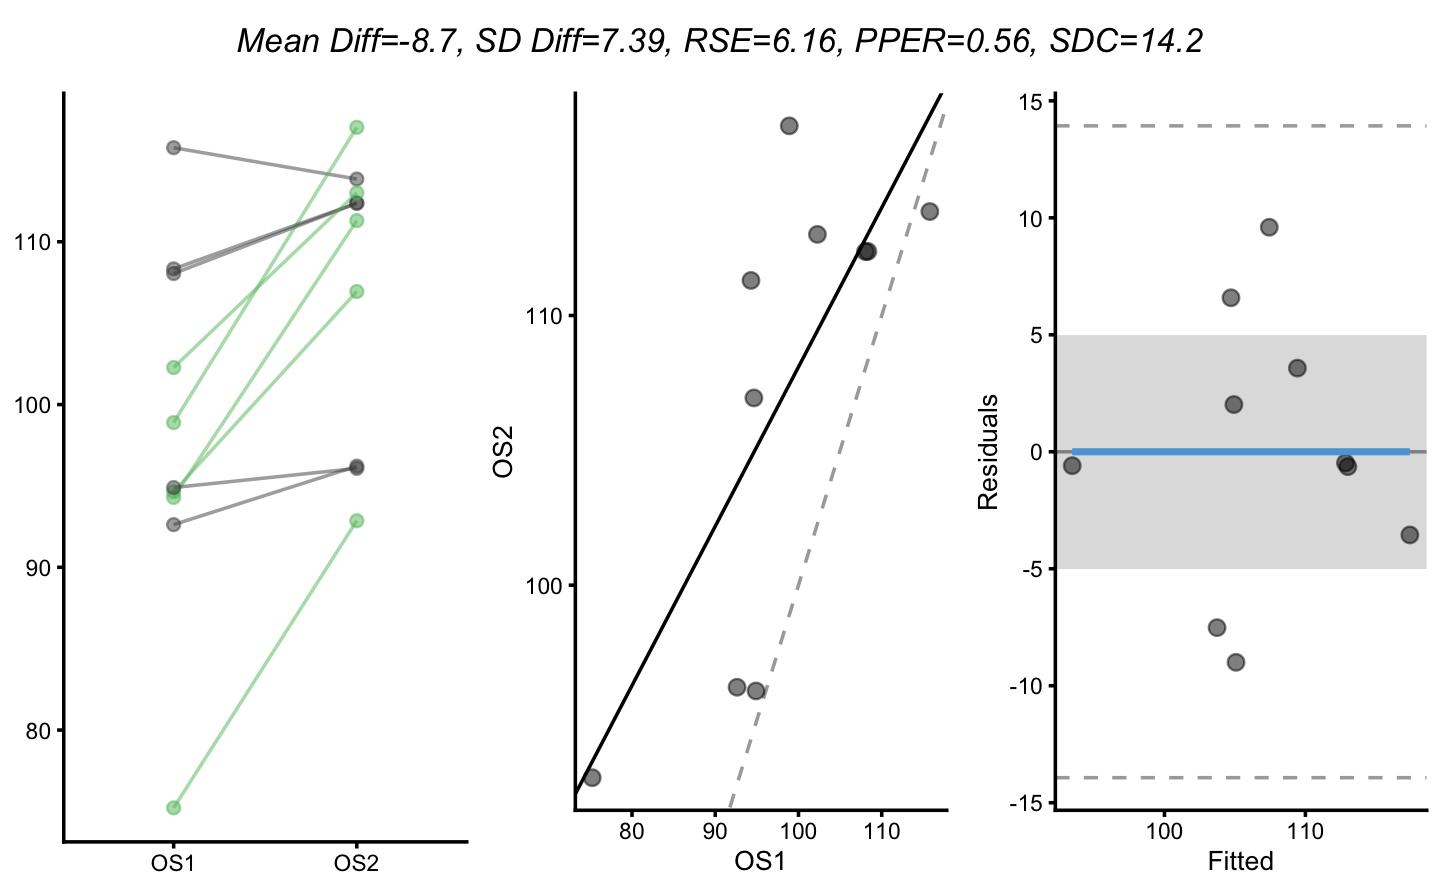 Mean Diff=-8.7, SD Diff=7.39, RSE=6.16, PPER=0.56, SDC=14.2
110
100
90
80
OS1 OS2
OS2
110
100
80 90 100 110
OS1
Residuals
15
10
5
0
-5
-10
-15
100 110
Fitted